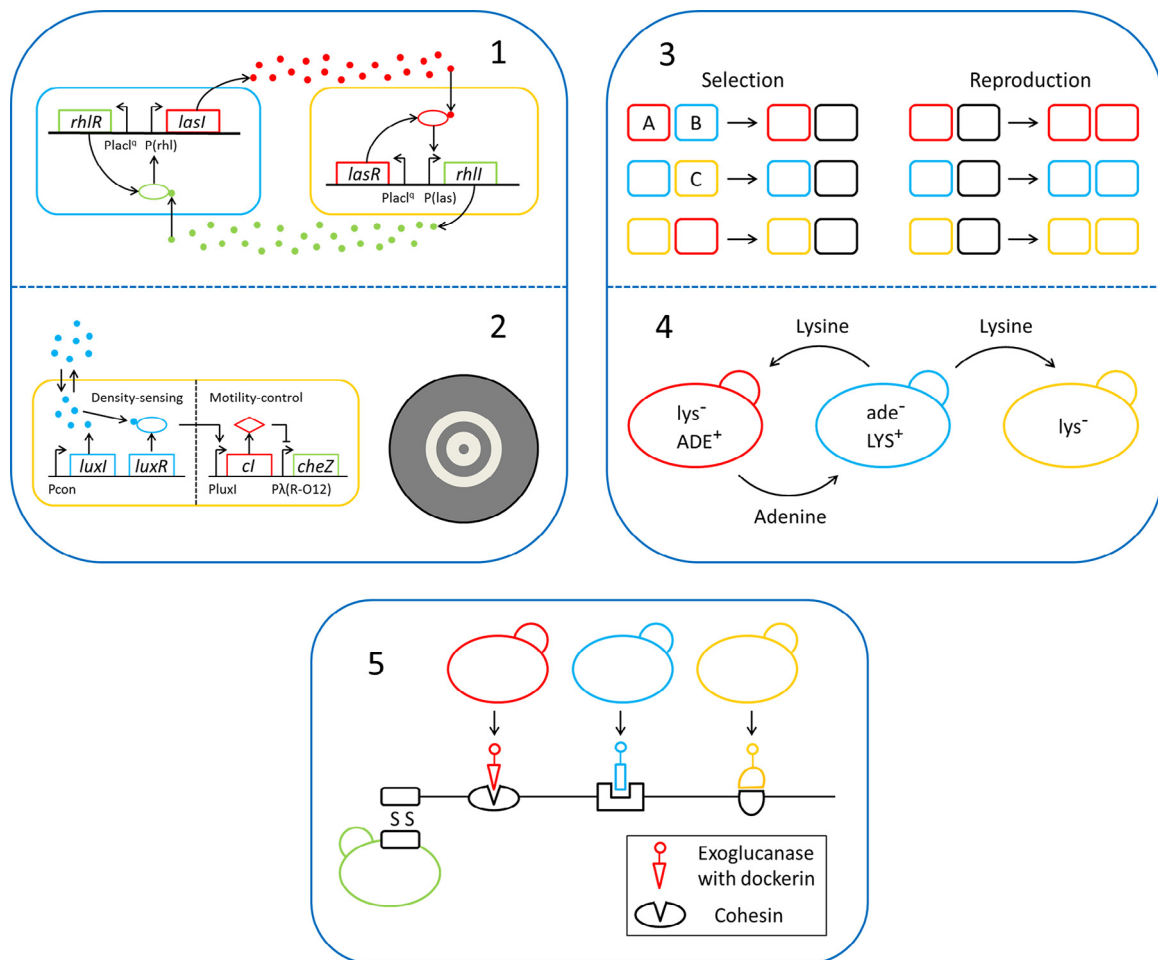 1
rhlR
lasI
PlacIq P(rhl)
lasR
rhlI
PlacIq P(las)
2
Density-sensing
Motility-control
luxI
luxR
cI
cheZ
Pcon
PluxI
Pλ(R-O12)
3
Selection
Reproduction
A
B
C
4
Lysine
Lysine
lys-
ADE+
ade-
LYS+
lys-
Adenine
5
S S
Exoglucanase
with dockerin
Cohesin